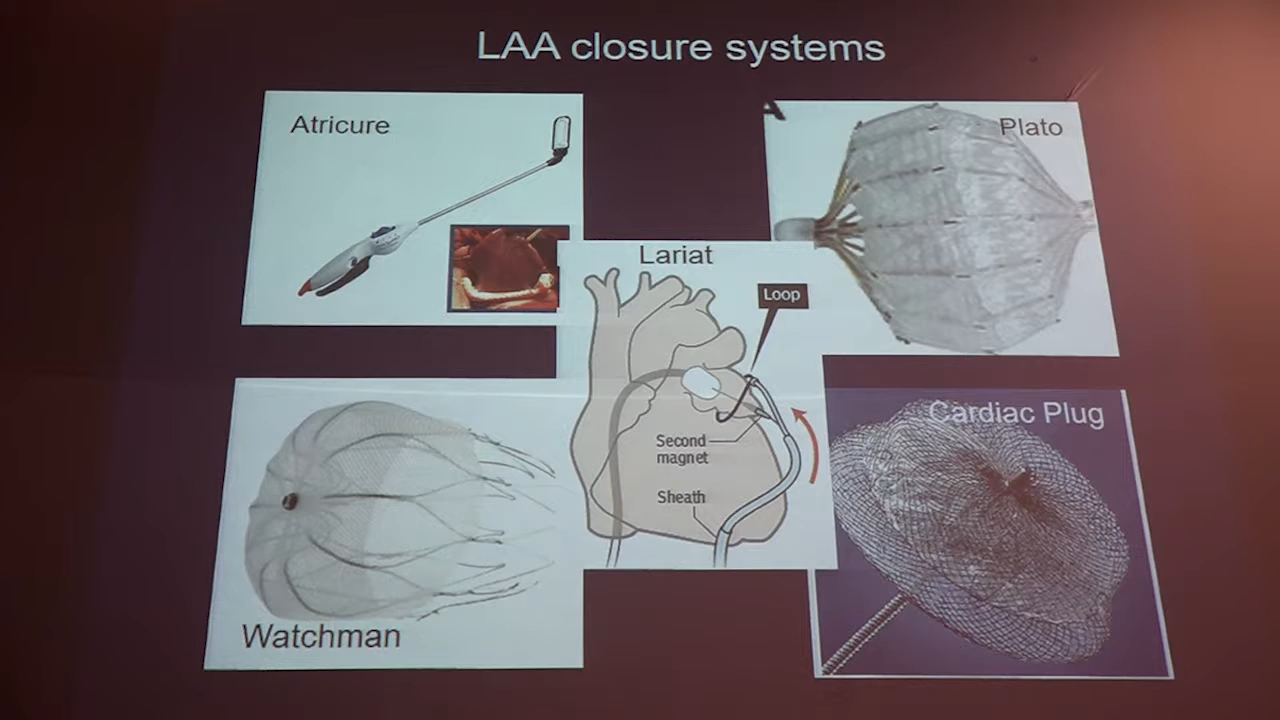 LAA closure systems
Atricure
A
Plato
Lariat
Loop
Second
magnet
Sheath
Cardiac Plug
Watchman